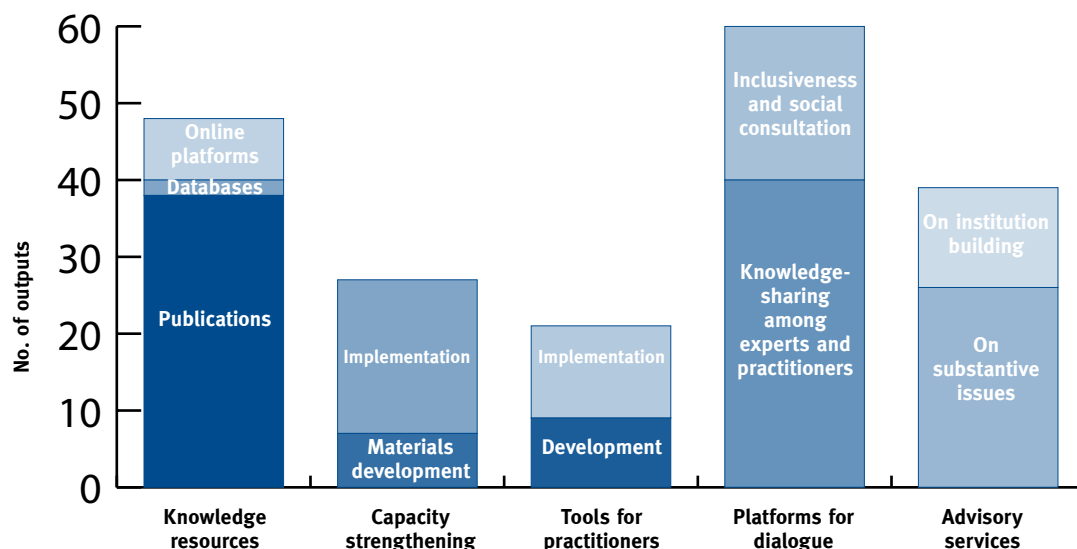 60
50
40
30
20
10
0
No. of outputs
Online
platforms
Databases
Publications
Implementation
Materials
development
Implementation
Development
Inclusiveness
and social
consultation
Knowledge-
sharing
among
experts and
practitioners
On institution
building
On
substantive
issues
Knowledge
resources
Capacity
strengthening
Tools for
practitioners
Platforms for
dialogue
Advisory
services